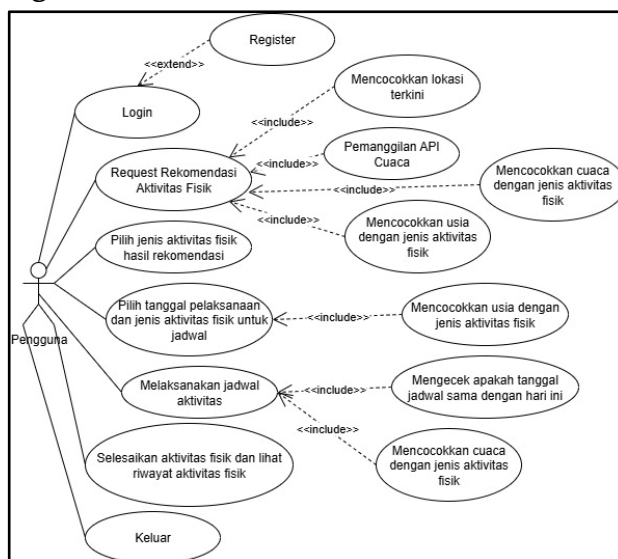 Register
<<extend>>
Login
Mencocokkan lokasi
terkini
<<include>>
Request Rekomendasi
Aktivitas Fisik
Pemanggilan API
Cuaca
<<include>>
Mencocokkan cuaca
dengan jenis aktivitas
fisik
<<include>>
Mencocokkan usia
dengan jenis aktivitas
fisik
<<include>>
Pilih jenis aktivitas fisik
hasil rekomendasi
Pilih tanggal pelaksanaan
dan jenis aktivitas fisik untuk
jadwal
<<include>>
Mencocokkan usia dengan
jenis aktivitas fisik
Pengguna
Melaksanakan jadwal
aktivitas
<<include>>
Mengecek apakah tanggal
jadwal sama dengan hari ini
<<include>>
Mencocokkan cuaca
dengan jenis aktivitas
fisik
Selesaikan aktivitas fisik dan lihat
riwayat aktivitas fisik
Keluar